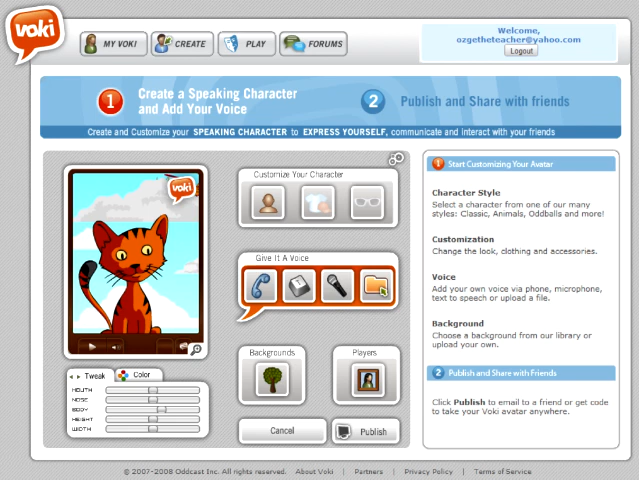 voki
MY VOKI
CREATE
PLAY
FORUMS
Welcome,
ozgetheteacher@yahoo.com
Logout
1
Create a Speaking Character
and Add Your Voice
2
Publish and Share with friends
Create and Customize your SPEAKING CHARACTER to EXPRESS YOURSELF, communicate and interact with your friends
voki
Customize Your Character
Give It A Voice
Backgrounds
Players
Tweak
Color
MOUTH
NOSE
BODY
HEIGHT
WIDTH
Cancel
Publish
1 Start Customizing Your Avatar
Character Style
Select a character from one of our many
styles: Classic, Animals, Oddballs and more!
Customization
Change the look, clothing and accessories.
Voice
Add your own voice via phone, microphone,
text to speech or upload a file.
Background
Choose a background from our library or
upload your own.
2 Publish and Share with Friends
Click Publish to email to a friend or get code
to take your Voki avatar anywhere.
© 2007-2008 Oddcast Inc. All rights reserved. About Voki | Partners | Privacy Policy | Terms of Service